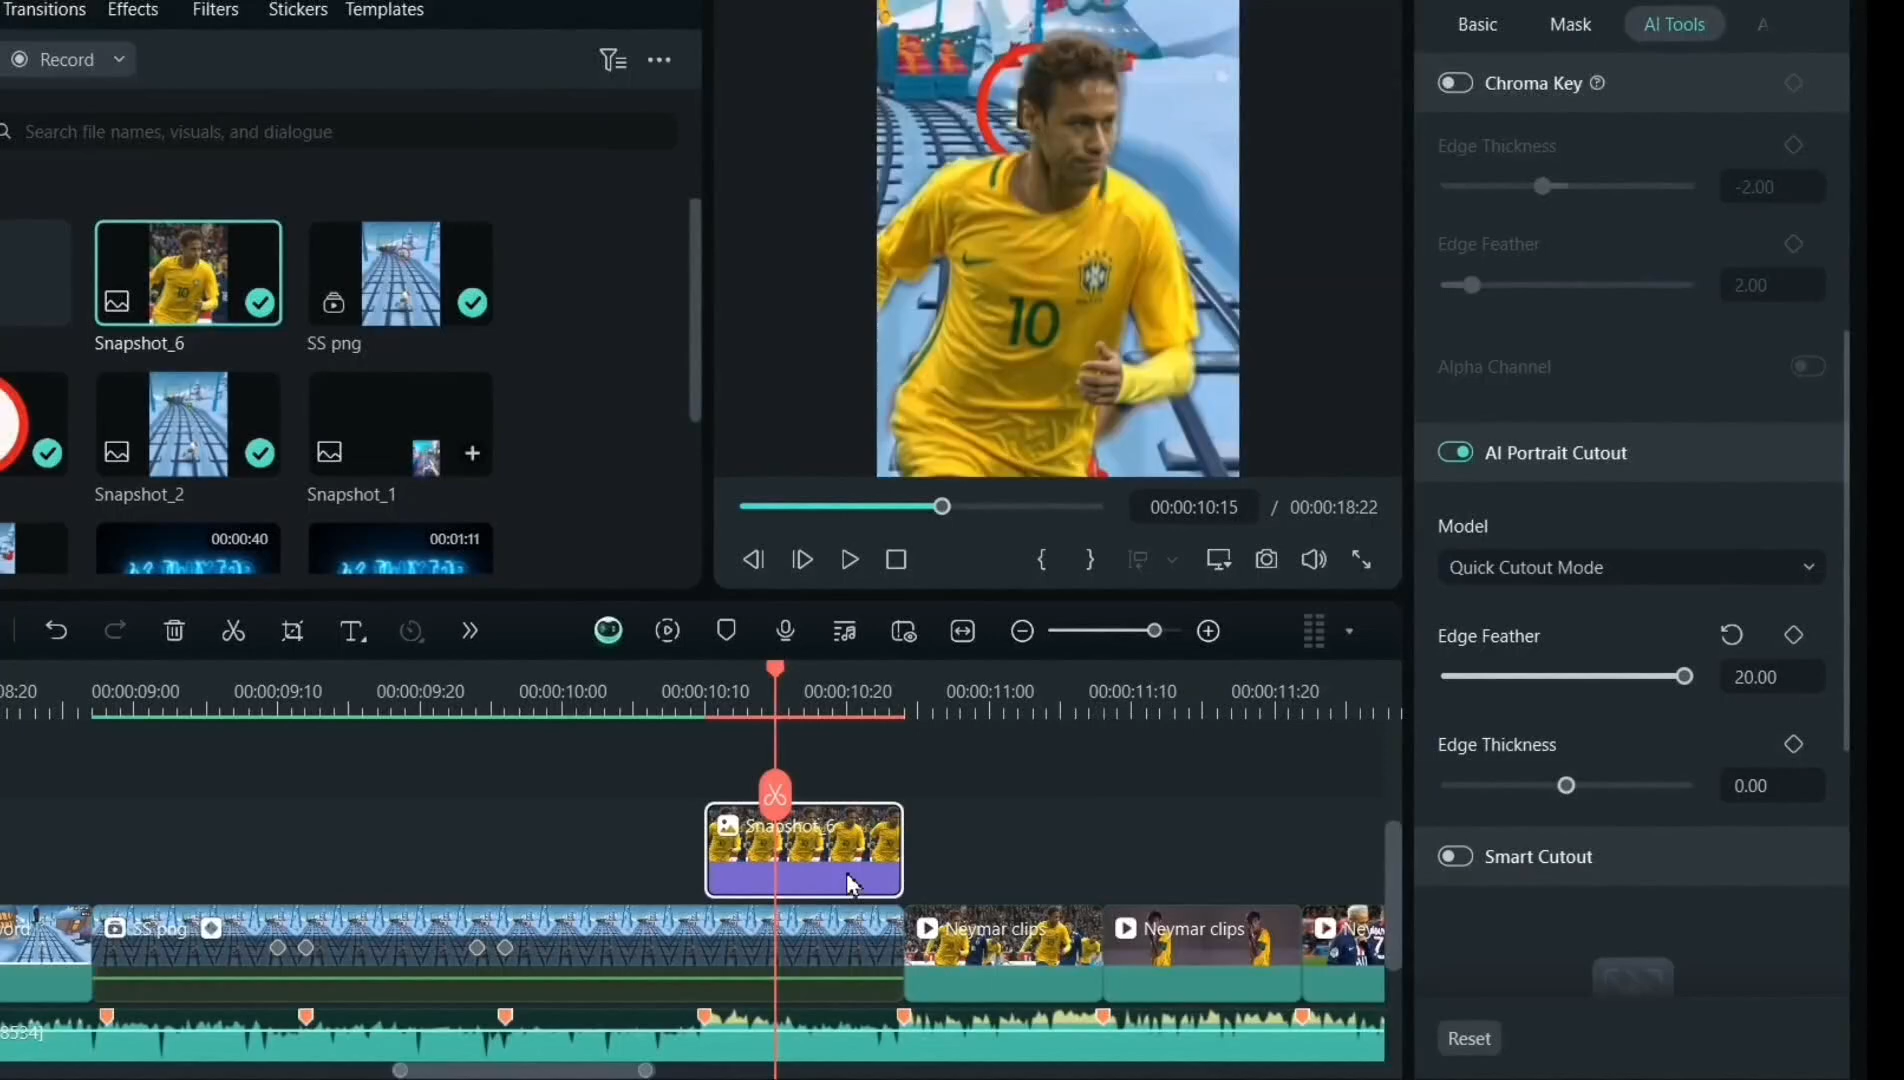 Transitions Effects Filters Stickers Templates
Record
Search file names, visuals, and dialogue
Snapshot_6
SS png
Snapshot_2
Snapshot_1
00:00:40
00:01:11
10
00:00:10:15 / 00:00:18:22
Basic Mask AI Tools A
Chroma Key
Edge Thickness
-2.00
Edge Feather
2.00
Alpha Channel
AI Portrait Cutout
Model
Quick Cutout Mode
Edge Feather
20.00
Edge Thickness
0.00
Smart Cutout
Reset
08:20 00:00:09:00 00:00:09:10 00:00:09:20 00:00:10:00 00:00:10:10 00:00:10:20 00:00:11:00 00:00:11:10 00:00:11:20
Snapshot_6
ord SS png Neymar clips Neymar clips Ney
8534]